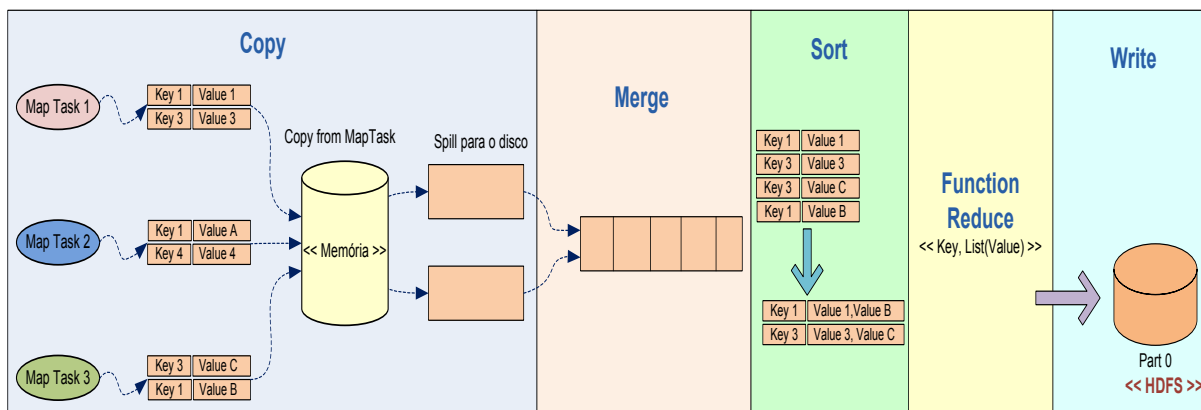 Copy
Map Task 1
Key 1 Value 1
Key 3 Value 3
Copy from MapTask
Spill para o disco
Map Task 2
Key 1 Value A
Key 4 Value 4
<< Memória >>
Map Task 3
Key 3 Value C
Key 1 Value B
Merge
Sort
Key 1 Value 1
Key 3 Value 3
Key 3 Value C
Key 1 Value B
Key 1 Value 1,Value B
Key 3 Value 3, Value C
Function
Reduce
<< Key, List(Value) >>
Write
Part 0
<< HDFS >>